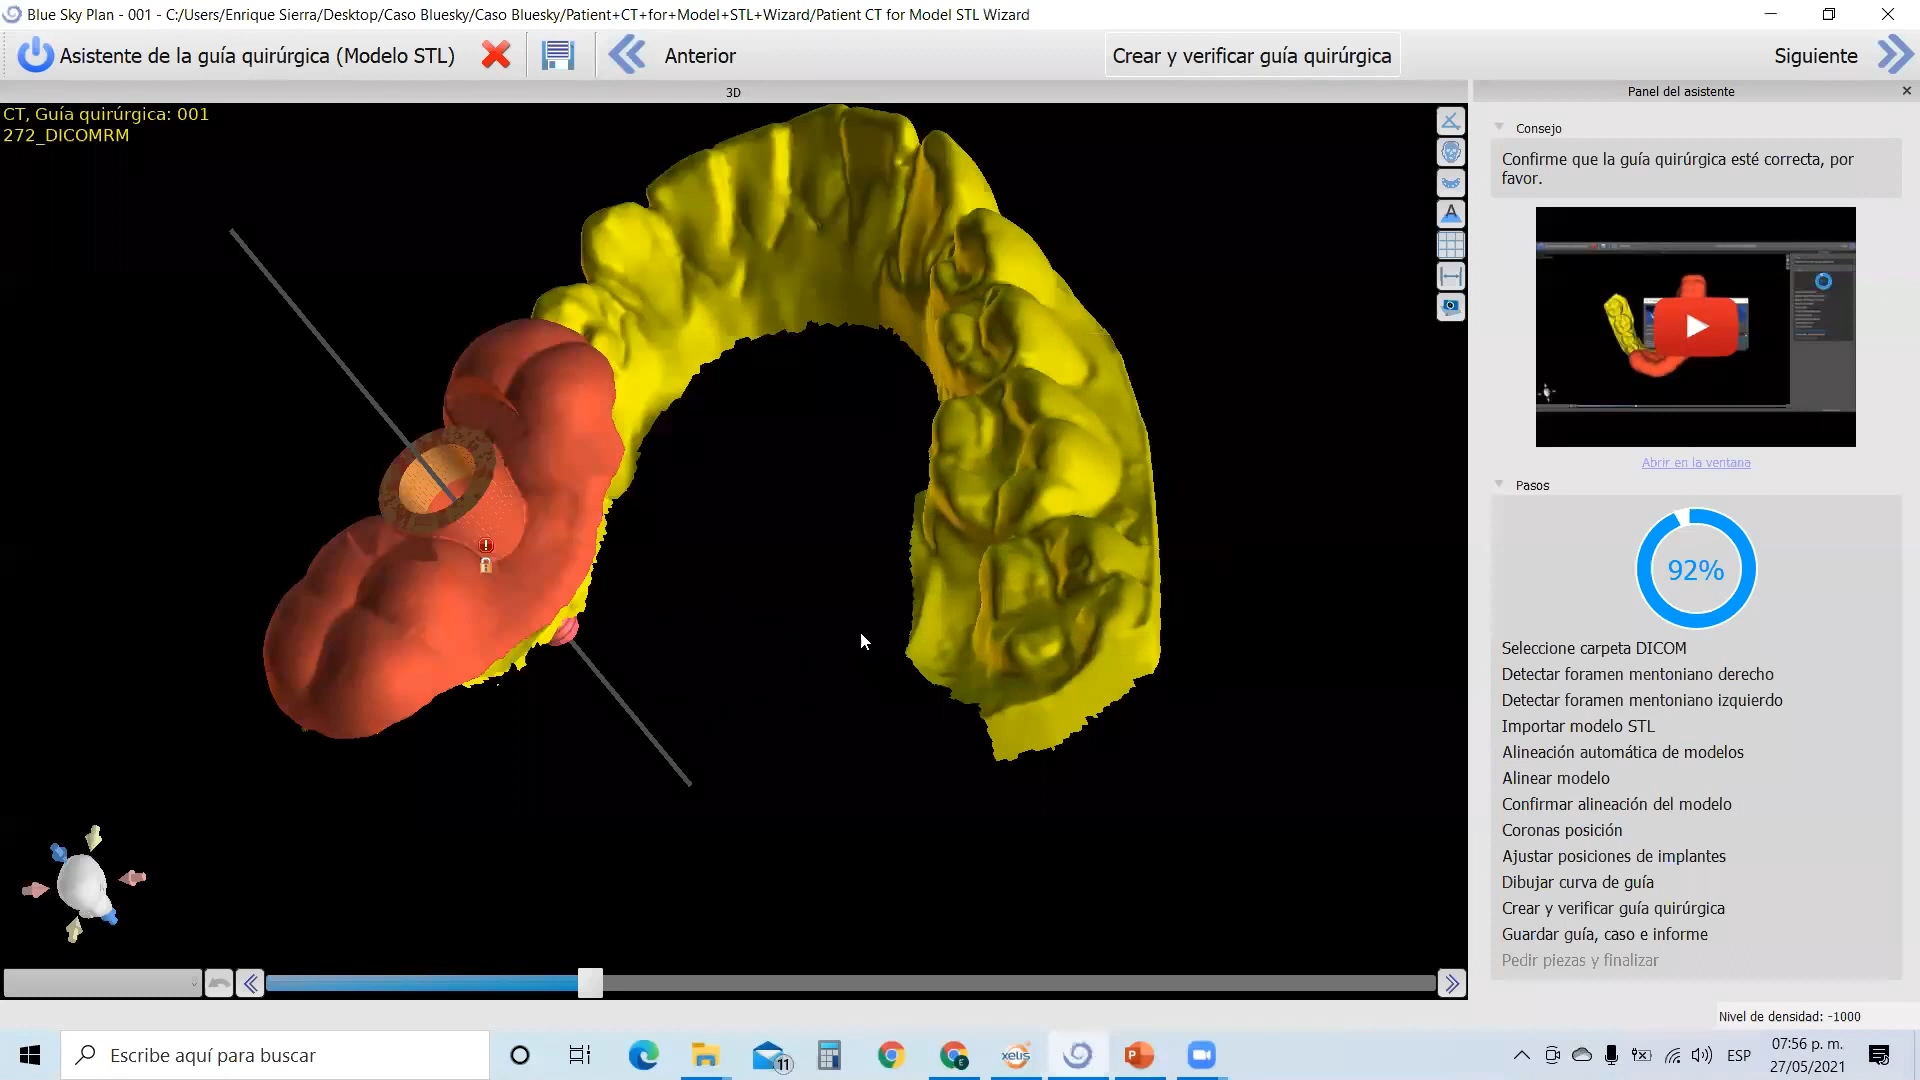 Blue Sky Plan - 001 - C:/Users/Enrique Sierra/Desktop/Caso Bluesky/Caso Bluesky/Patient+CT+for+Model+STL+Wizard/Patient CT for Model STL Wizard
Asistente de la guía quirúrgica (Modelo STL)
Anterior
Crear y verificar guía quirúrgica
Siguiente
3D
Panel del asistente
CT, Guía quirúrgica: 001
272_DICOMRM
Consejo
Confirme que la guía quirúrgica esté correcta, por
favor.
Abrir en la ventana
Pasos
92%
Seleccione carpeta DICOM
Detectar foramen mentoniano derecho
Detectar foramen mentoniano izquierdo
Importar modelo STL
Alineación automática de modelos
Alinear modelo
Confirmar alineación del modelo
Coronas posición
Ajustar posiciones de implantes
Dibujar curva de guía
Crear y verificar guía quirúrgica
Guardar guía, caso e informe
Pedir piezas y finalizar
Nivel de densidad: -1000
Escribe aquí para buscar
11
E
xelis
P
ESP
07:56 p. m.
27/05/2021